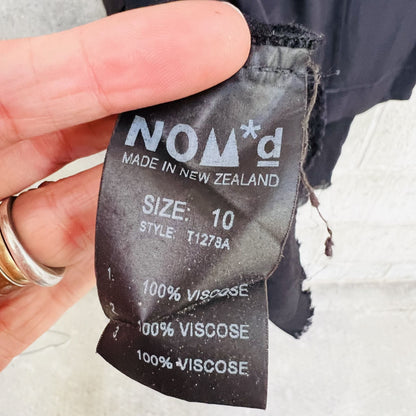 NOM*d
MADE IN NEW ZEALAND
SIZE: 10
STYLE: T1278A
1. 100% VISCOSE
2 100% VISCOSE
3 100% VISCOSE